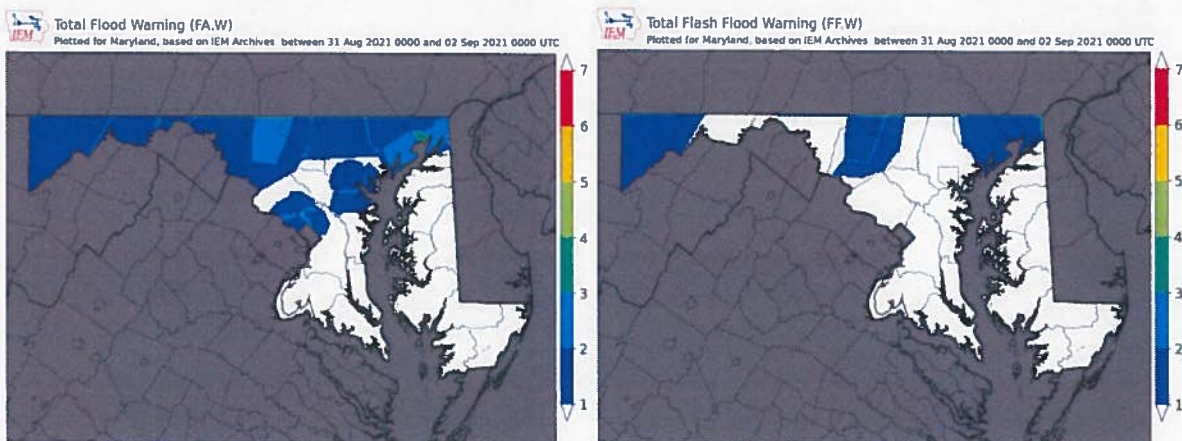 IEM
Total Flood Warning (FA.W)
Plotted for Maryland, based on IEM Archives between 31 Aug 2021 0000 and 02 Sep 2021 0000 UTC
7
6
5
4
3
2
1
IEM
Total Flash Flood Warning (FF.W)
Plotted for Maryland, based on IEM Archives between 31 Aug 2021 0000 and 02 Sep 2021 0000 UTC
7
6
5
4
3
2
1